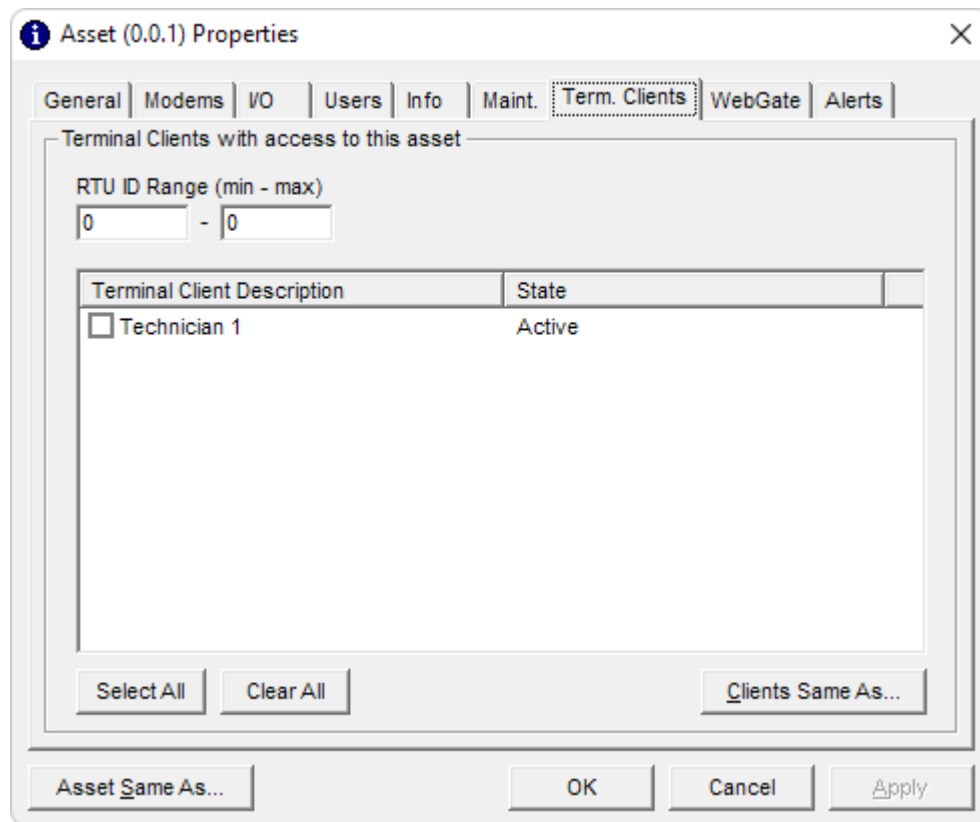 Asset (0.0.1) Properties
General Modems I/O Users Info Maint. Term. Clients WebGate Alerts
Terminal Clients with access to this asset
RTU ID Range (min - max)
0 - 0
Terminal Client Description State
Technician 1 Active
Select All Clear All Clients Same As...
Asset Same As... OK Cancel Apply